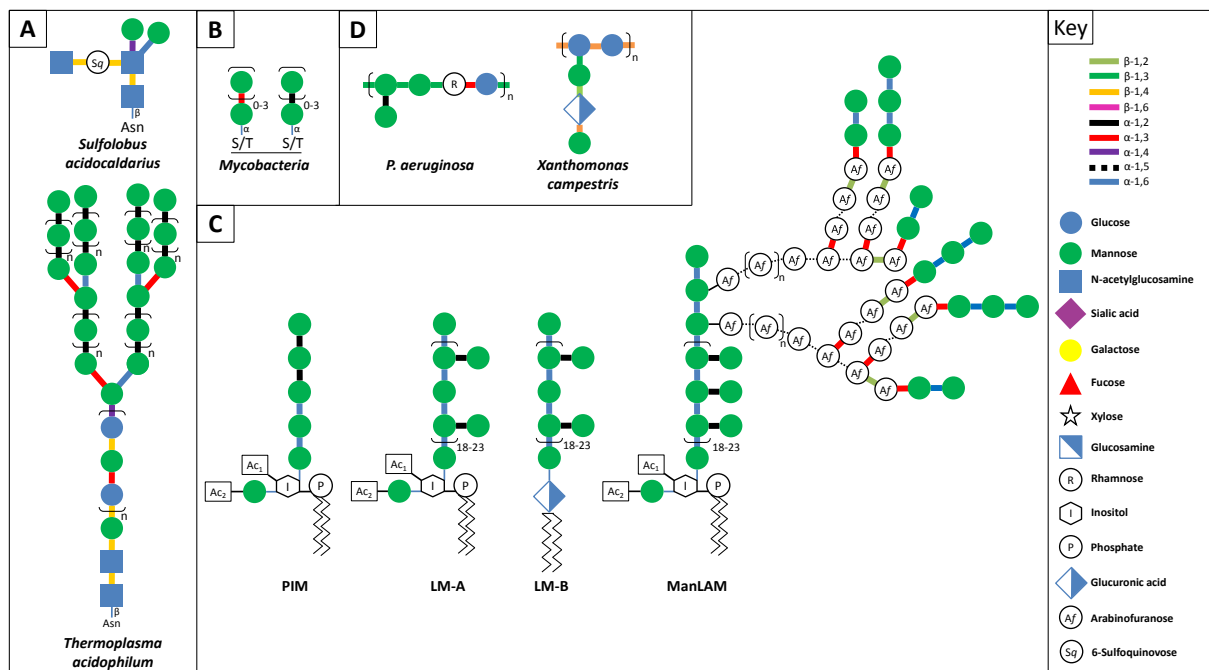 A
Sq
β
Asn
Sulfolobus
acidocaldarius
n
n
n
n
n
n
n
β
Asn
Thermoplasma
acidophilum
B
0-3
0-3
α
α
S/T
S/T
Mycobacteria
D
R
n
P. aeruginosa
n
Xanthomonas
campestris
C
Ac1
Ac2
I
P
PIM
18-23
Ac1
Ac2
I
P
LM-A
18-23
LM-B
18-23
Ac1
Ac2
I
P
ManLAM
Af
Af
n
Af
Af
Af
Af
Af
Af
Af
Af
Af
Af
n
Af
Af
Af
Af
Af
Af
Af
Af
Af
Af
Key
β-1,2
β-1,3
β-1,4
β-1,6
α-1,2
α-1,3
α-1,4
α-1,5
α-1,6
Glucose
Mannose
N-acetylglucosamine
Sialic acid
Galactose
Fucose
Xylose
Glucosamine
R Rhamnose
I Inositol
P Phosphate
Glucuronic acid
Af Arabinofuranose
Sq 6-Sulfoquinovose